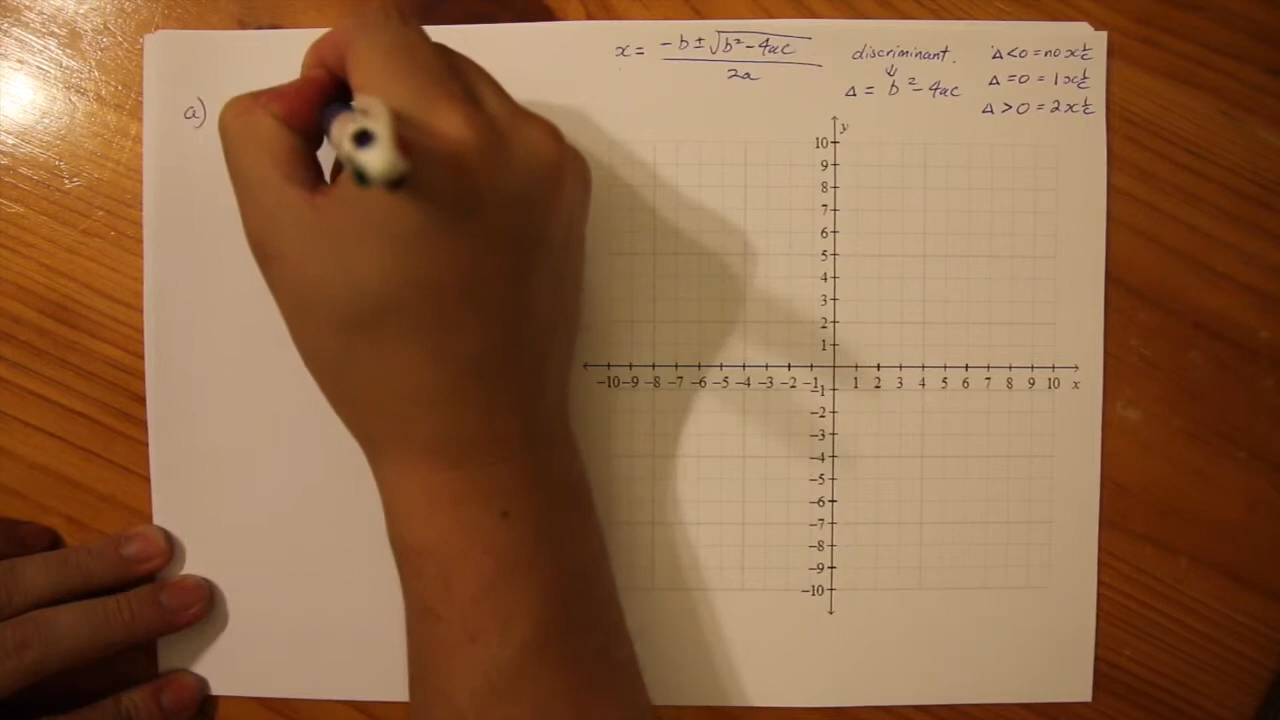 x = -b ± √b² - 4ac
2a
discriminant.
↓
Δ = b² - 4ac
Δ < 0 = no x
Δ = 0 = 1 x
Δ > 0 = 2 x
a)
y
10
9
8
7
6
5
4
3
2
1
-10 -9 -8 -7 -6 -5 -4 -3 -2 -1 1 2 3 4 5 6 7 8 9 10 x
-1
-2
-3
-4
-5
-6
-7
-8
-9
-10